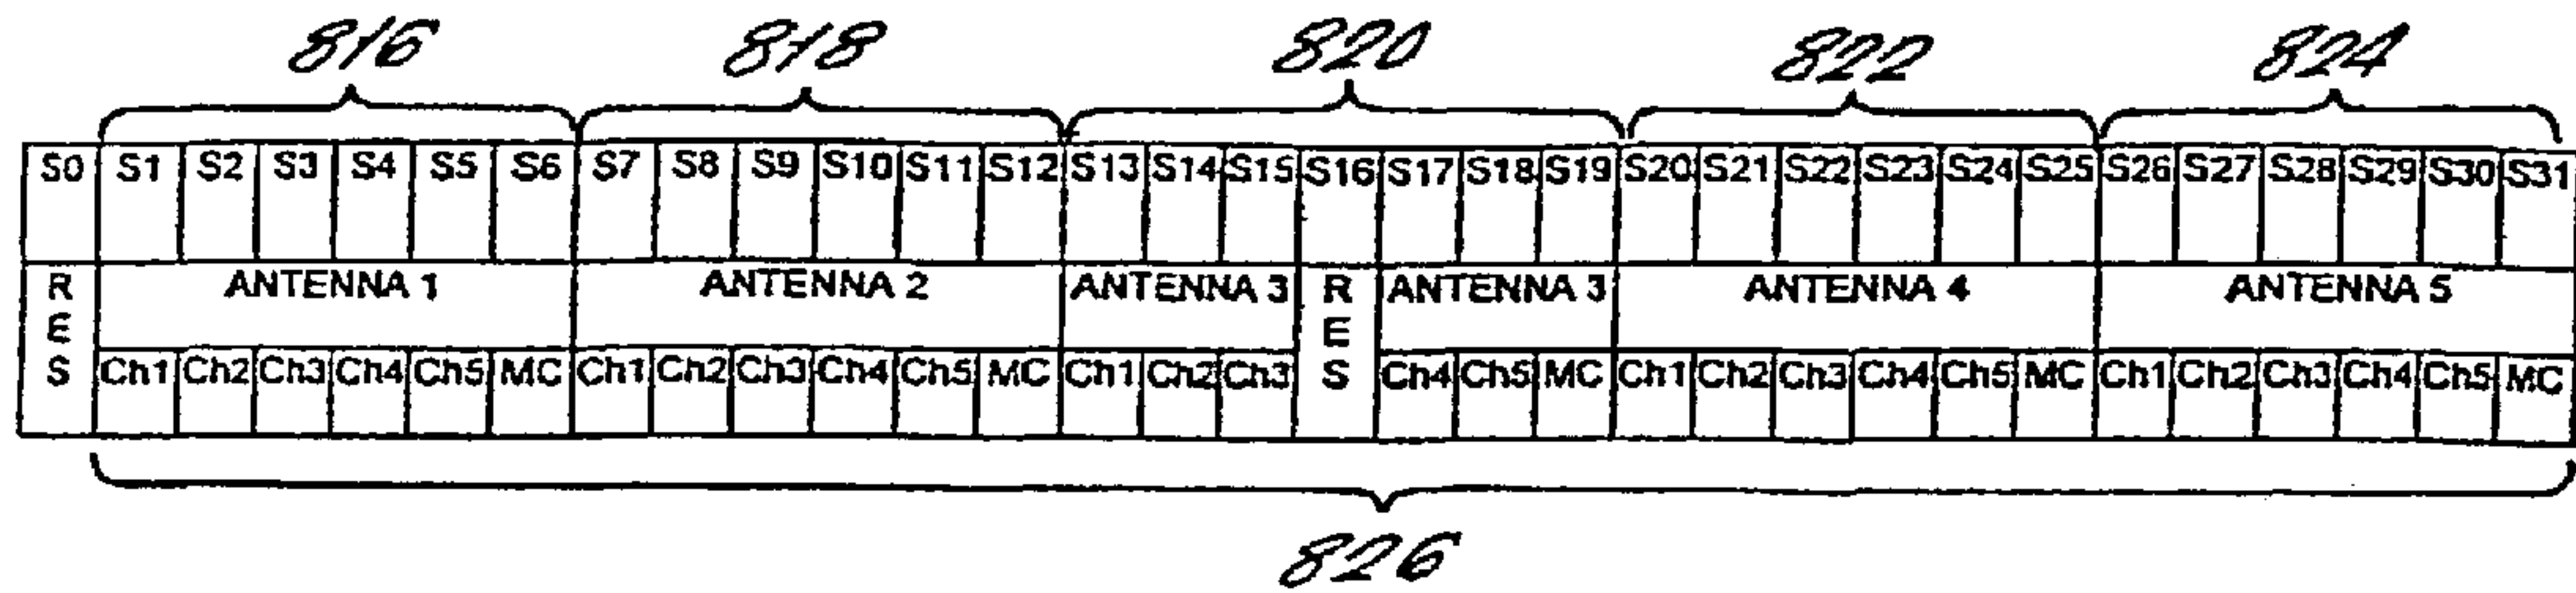 816 818 820 822 824
S0 S1 S2 S3 S4 S5 S6 S7 S8 S9 S10 S11 S12 S13 S14 S15 S16 S17 S18 S19 S20 S21 S22 S23 S24 S25 S26 S27 S28 S29 S30 S31
RES ANTENNA 1 ANTENNA 2 ANTENNA 3 RES ANTENNA 3 ANTENNA 4 ANTENNA 5
Ch1 Ch2 Ch3 Ch4 Ch5 MC Ch1 Ch2 Ch3 Ch4 Ch5 MC Ch1 Ch2 Ch3 Ch4 Ch5 MC Ch1 Ch2 Ch3 Ch4 Ch5 MC Ch1 Ch2 Ch3 Ch4 Ch5 MC
826